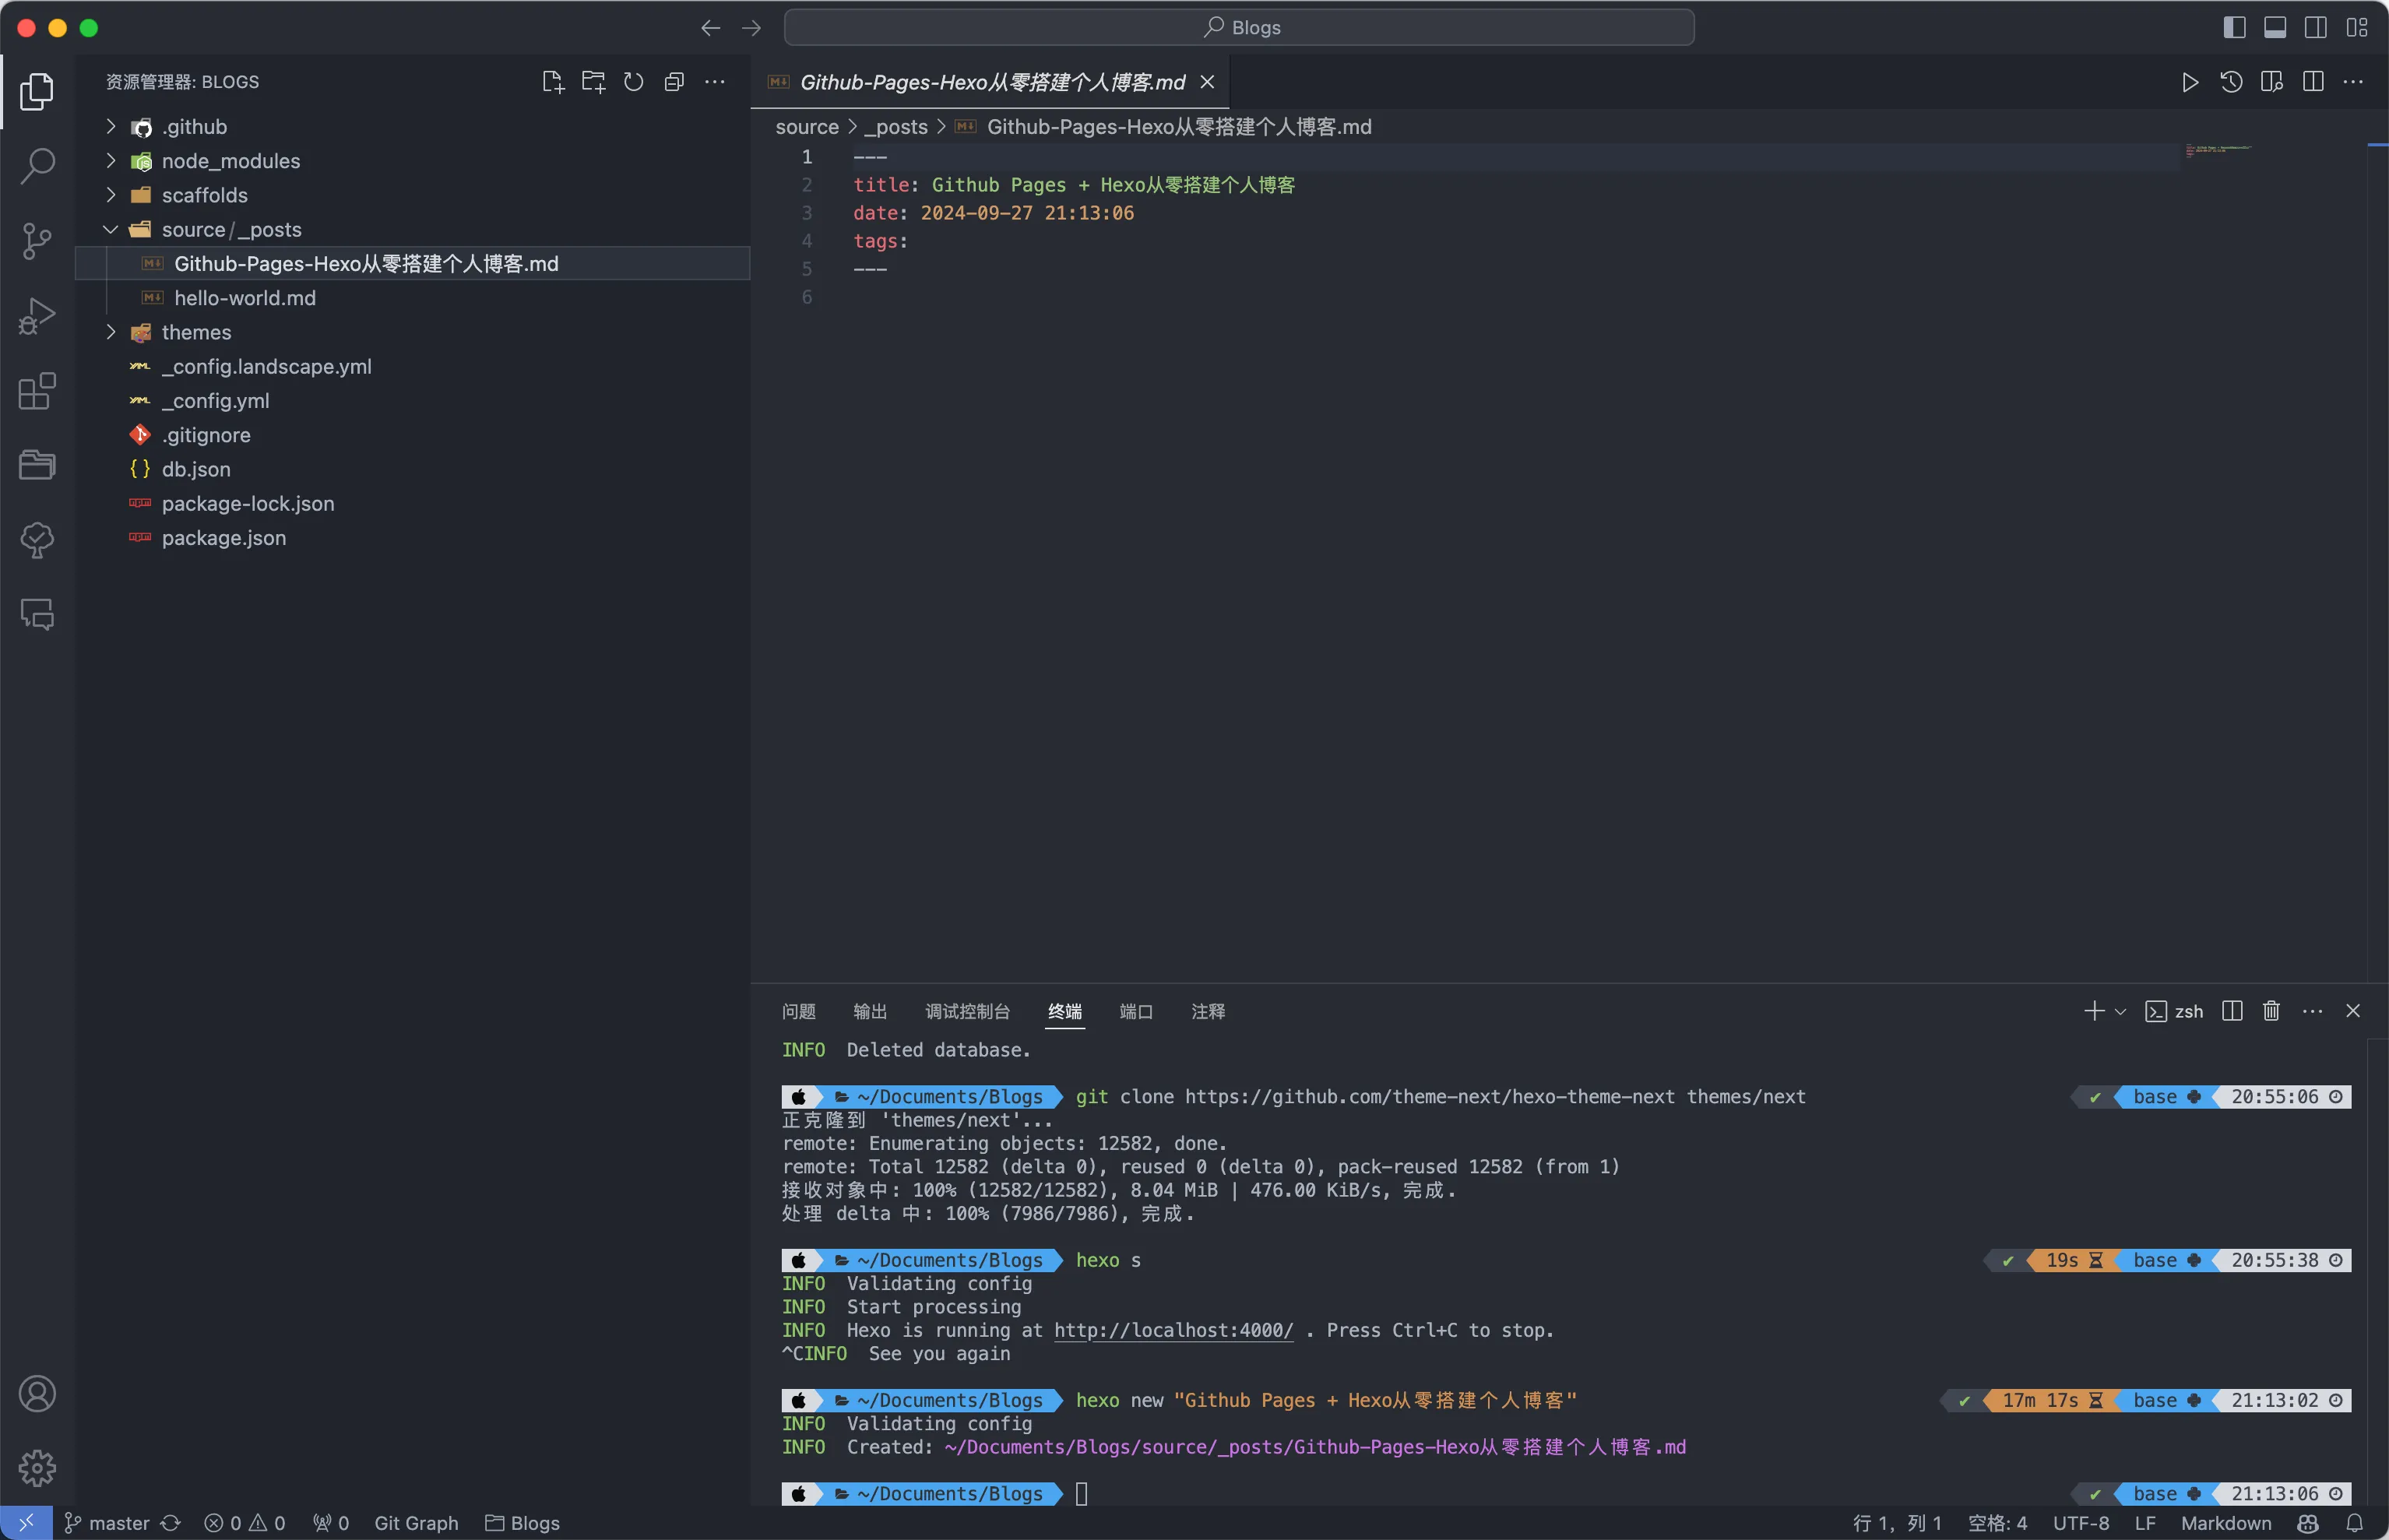 Blogs
资源管理器: BLOGS
.github
node_modules
scaffolds
source/_posts
Github-Pages-Hexo从零搭建个人博客.md
hello-world.md
themes
_config.landscape.yml
_config.yml
.gitignore
db.json
package-lock.json
package.json
Github-Pages-Hexo从零搭建个人博客.md
source > _posts > Github-Pages-Hexo从零搭建个人博客.md
1 ---
2 title: Github Pages + Hexo从零搭建个人博客
3 date: 2024-09-27 21:13:06
4 tags:
5 ---
6
问题 输出 调试控制台 终端 端口 注释 zsh
INFO Deleted database.
~/Documents/Blogs git clone https://github.com/theme-next/hexo-theme-next themes/next ✔ base 20:55:06
正克隆到 'themes/next'...
remote: Enumerating objects: 12582, done.
remote: Total 12582 (delta 0), reused 0 (delta 0), pack-reused 12582 (from 1)
接收对象中: 100% (12582/12582), 8.04 MiB | 476.00 KiB/s, 完成.
处理 delta 中: 100% (7986/7986), 完成.
~/Documents/Blogs hexo s ✔ 19s base 20:55:38
INFO Validating config
INFO Start processing
INFO Hexo is running at http://localhost:4000/ . Press Ctrl+C to stop.
^CINFO See you again
~/Documents/Blogs hexo new "Github Pages + Hexo从零搭建个人博客" ✔ 17m 17s base 21:13:02
INFO Validating config
INFO Created: ~/Documents/Blogs/source/_posts/Github-Pages-Hexo从零搭建个人博客.md
~/Documents/Blogs ✔ base 21:13:06
master 0 0 0 Git Graph Blogs 行 1, 列 1 空格: 4 UTF-8 LF Markdown